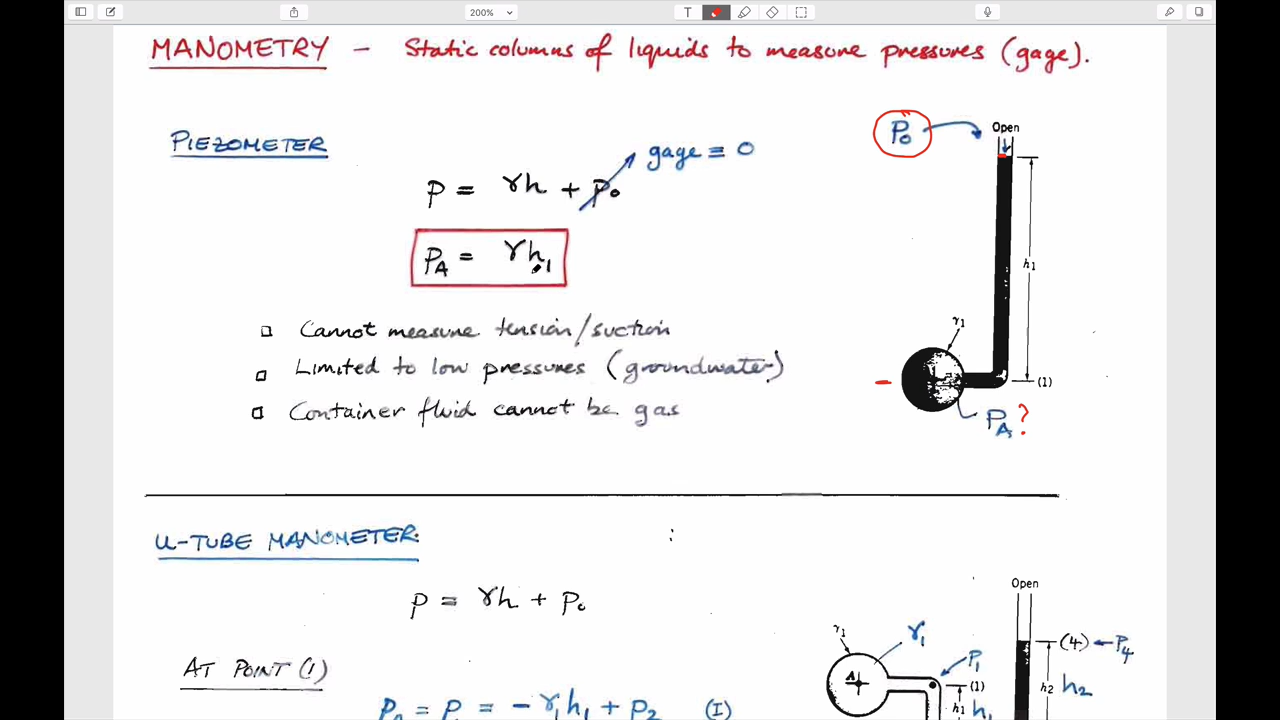 200%
T
MANOMETRY – Static columns of liquids to measure pressures (gage).
PIEZOMETER
P = γh + P₀
gage ≡ 0
P_A = γh₁
□ Cannot measure tension/suction
□ Limited to low pressures (groundwater)
□ Container fluid cannot be gas
P₀
Open
h₁
γ₁
(1)
P_A ?
U-TUBE MANOMETER.
P = γh + P₀
AT POINT (1)
P_A = P₁ = -γ₁h₁ + P₂ (I)
Open
γ₁
γ₁
A
P₁
(1)
h₁ h₁
(4) ← P₄
h₂ h₂